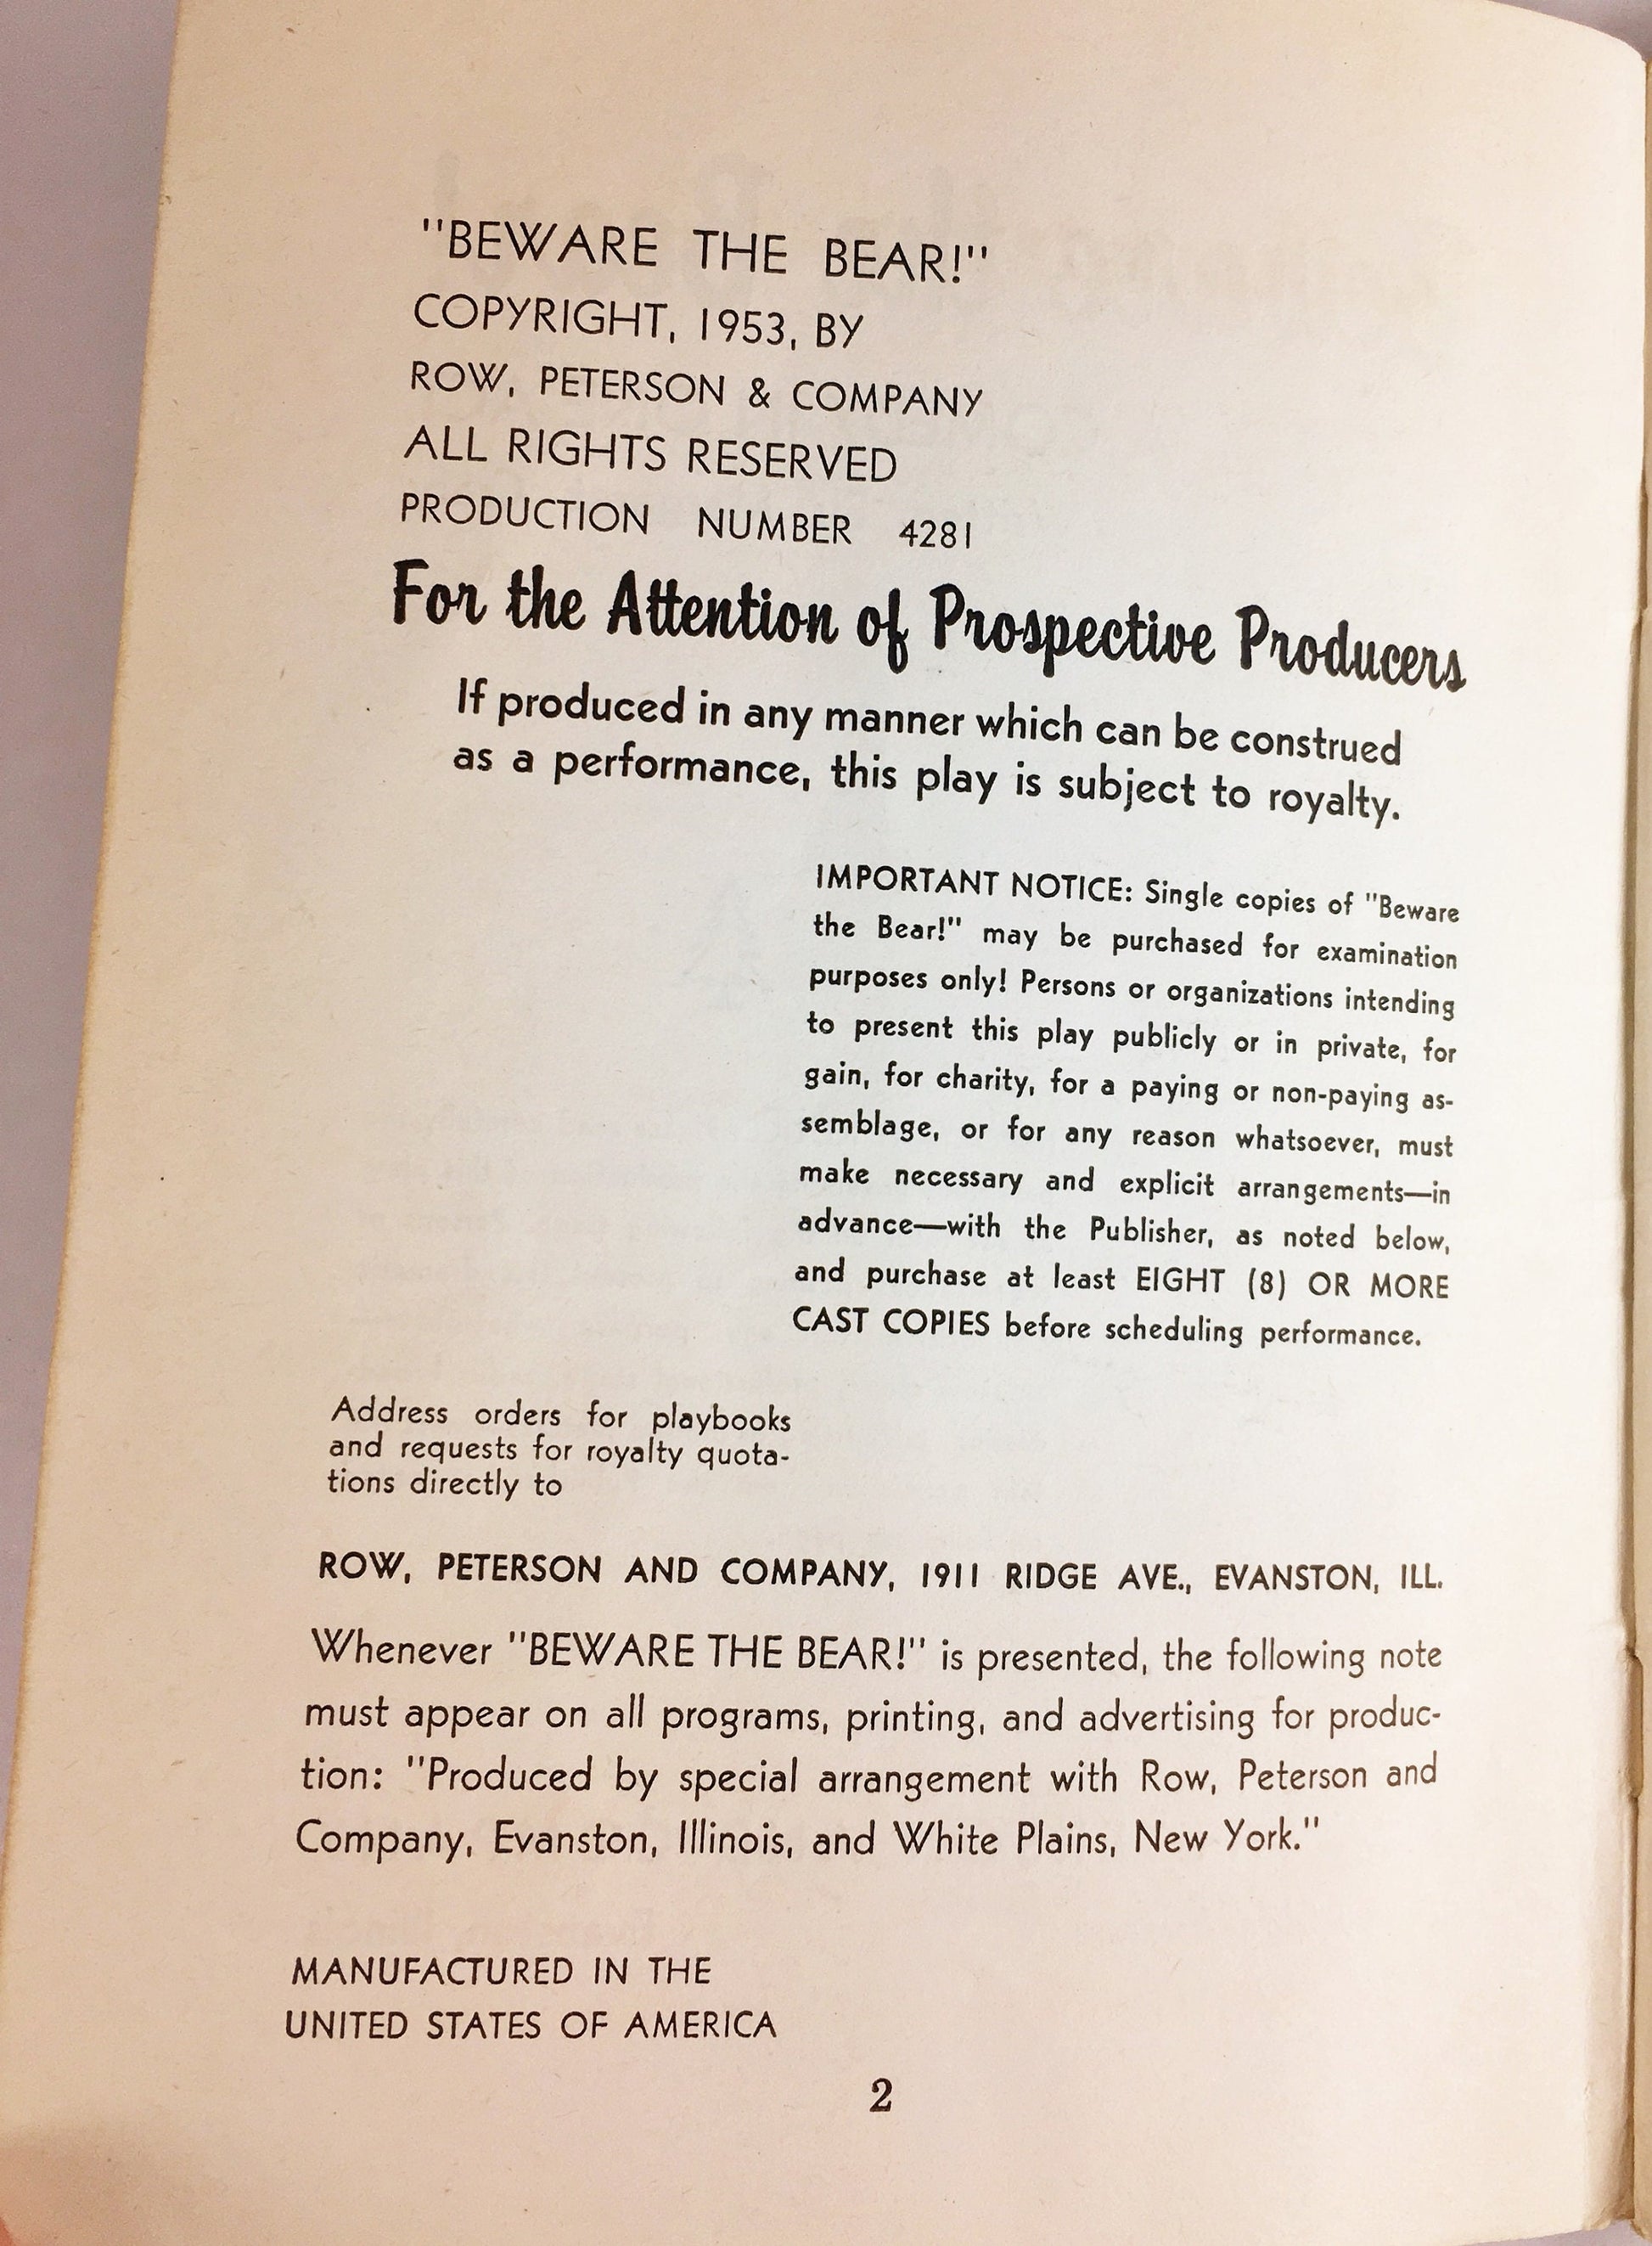 "BEWARE THE BEAR!"
COPYRIGHT, 1953, BY
ROW, PETERSON & COMPANY
ALL RIGHTS RESERVED
PRODUCTION NUMBER 4281
For the Attention of Prospective Producers
If produced in any manner which can be construed
as a performance, this play is subject to royalty.
IMPORTANT NOTICE: Single copies of "Beware
the Bear!" may be purchased for examination
purposes only! Persons or organizations intending
to present this play publicly or in private, for
gain, for charity, for a paying or non-paying as-
semblage, or for any reason whatsoever, must
make necessary and explicit arrangements—in
advance—with the Publisher, as noted below,
and purchase at least EIGHT (8) OR MORE
CAST COPIES before scheduling performance.
Address orders for playbooks
and requests for royalty quota-
tions directly to
ROW, PETERSON AND COMPANY, 1911 RIDGE AVE., EVANSTON, ILL.
Whenever "BEWARE THE BEAR!" is presented, the following note
must appear on all programs, printing, and advertising for produc-
tion: "Produced by special arrangement with Row, Peterson and
Company, Evanston, Illinois, and White Plains, New York."
MANUFACTURED IN THE
UNITED STATES OF AMERICA
2